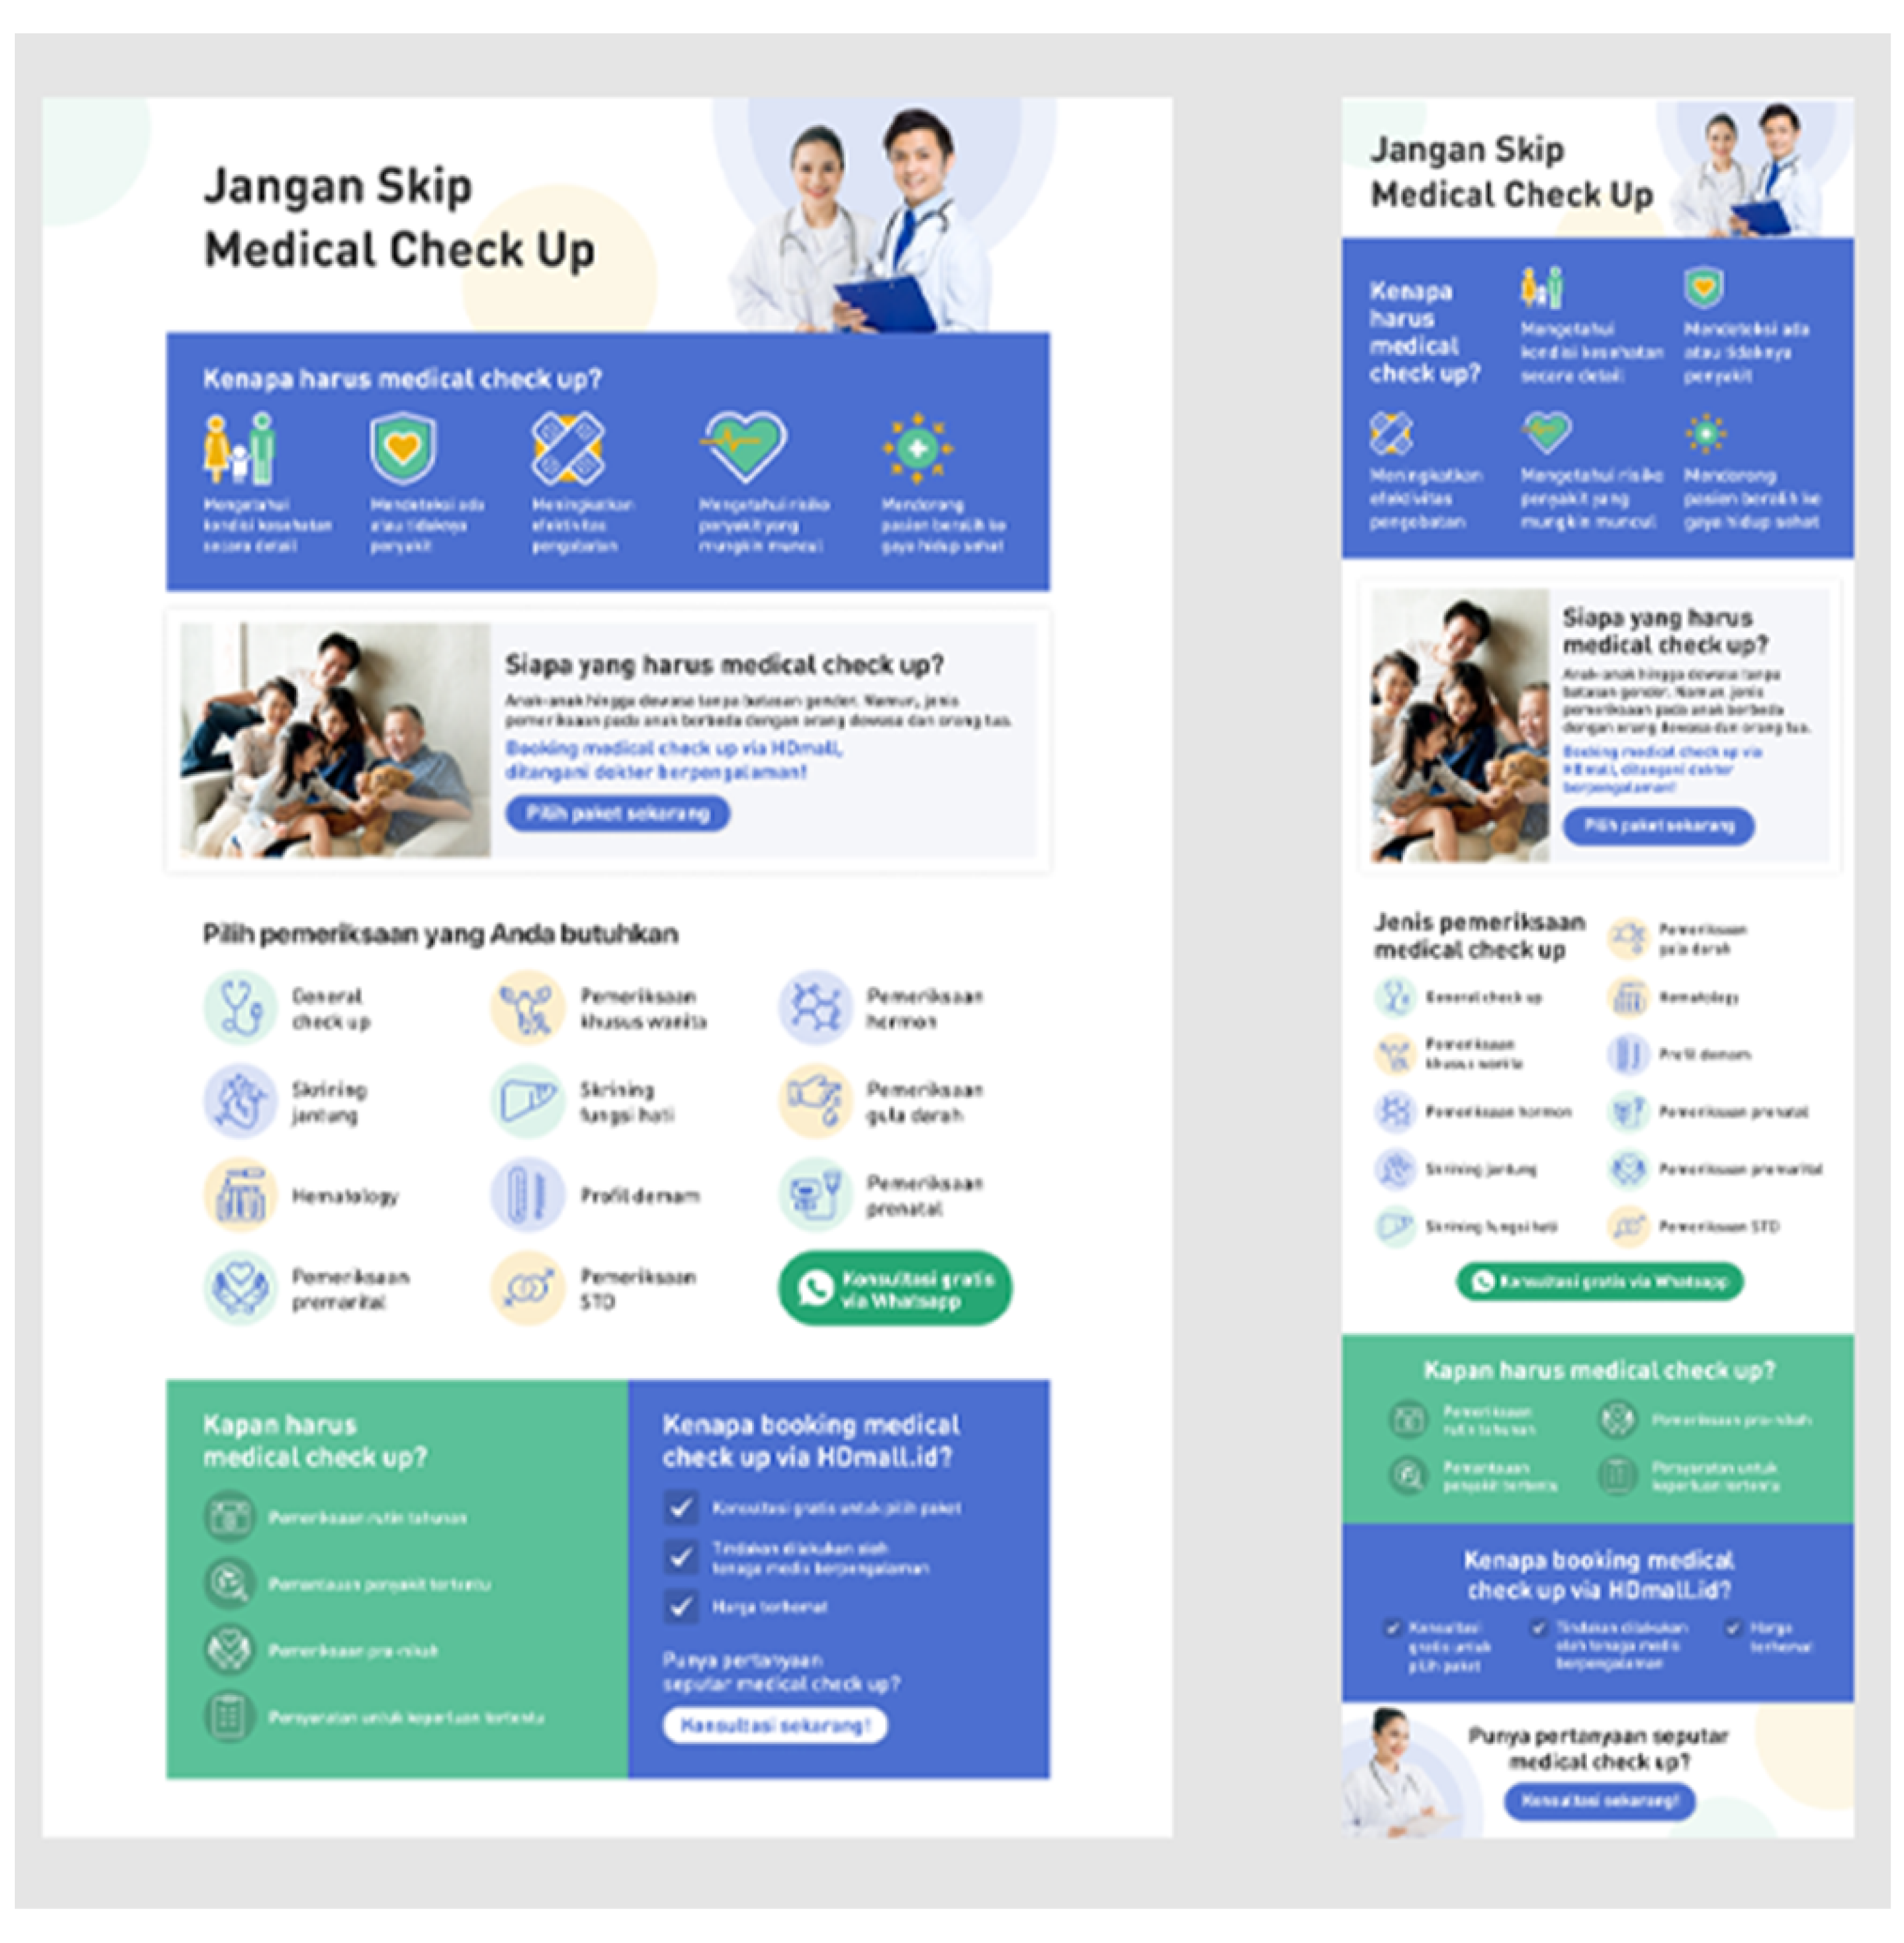 Jangan Skip
Medical Check Up
Kenapa harus medical check up?
Mengetahui
kondisi kesehatan
secara detail
Mendeteksi ada
atau tidaknya
penyakit
Meningkatkan
efektivitas
pengobatan
Mengetahui risiko
penyakit yang
mungkin muncul
Mendorong
pasien beralih ke
gaya hidup sehat
Siapa yang harus medical check up?
Anak-anak hingga dewasa tanpa batasan gender. Namun, jenis
pemeriksaan pada anak berbeda dengan orang dewasa dan orang tua.
Booking medical check up via HDmall,
ditangani dokter berpengalaman!
Pilih paket sekarang
Pilih pemeriksaan yang Anda butuhkan
General
check up
Pemeriksaan
khusus wanita
Pemeriksaan
hormon
Skrining
jantung
Skrining
fungsi hati
Pemeriksaan
gula darah
Hematology
Profil demam
Pemeriksaan
prenatal
Pemeriksaan
premarital
Pemeriksaan
STD
Konsultasi gratis
via Whatsapp
Kapan harus
medical check up?
Pemeriksaan rutin tahunan
Pemantauan penyakit tertentu
Pemeriksaan pra-nikah
Persyaratan untuk keperluan tertentu
Kenapa booking medical
check up via HDmall.id?
Konsultasi gratis untuk pilih paket
Tindakan dilakukan oleh
tenaga medis berpengalaman
Harga terhemat
Punya pertanyaan
seputar medical check up?
Konsultasi sekarang!
Jangan Skip
Medical Check Up
Kenapa
harus
medical
check up?
Mengetahui
kondisi kesehatan
secara detail
Mendeteksi ada
atau tidaknya
penyakit
Meningkatkan
efektivitas
pengobatan
Mengetahui risiko
penyakit yang
mungkin muncul
Mendorong
pasien beralih ke
gaya hidup sehat
Siapa yang harus
medical check up?
Anak-anak hingga dewasa tanpa
batasan gender. Namun, jenis
pemeriksaan pada anak berbeda
dengan orang dewasa dan orang tua.
Booking medical check up via
HDmall, ditangani dokter
berpengalaman!
Pilih paket sekarang
Jenis pemeriksaan
medical check up
General check up
Pemeriksaan
khusus wanita
Pemeriksaan hormon
Skrining jantung
Skrining fungsi hati
Pemeriksaan
gula darah
Hematology
Profil demam
Pemeriksaan prenatal
Pemeriksaan premarital
Pemeriksaan STD
Konsultasi gratis via Whatsapp
Kapan harus medical check up?
Pemeriksaan
rutin tahunan
Pemeriksaan pra-nikah
Pemantauan
penyakit tertentu
Persyaratan untuk
keperluan tertentu
Kenapa booking medical
check up via HDmall.id?
Konsultasi
gratis untuk
pilih paket
Tindakan dilakukan
oleh tenaga medis
berpengalaman
Harga
terhemat
Punya pertanyaan seputar
medical check up?
Konsultasi sekarang!